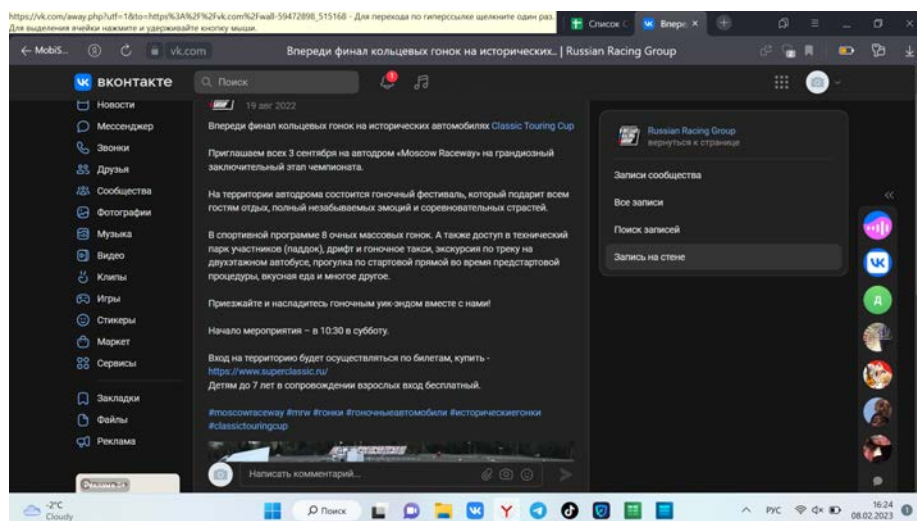 https://vk.com/away.php?utf=1&to=https%3A%2F%2Fvk.com%2Fwall-59472898_515168 - Для перехода по гиперссылке щелкните один раз.
Для выделения ячейки нажмите и удерживайте кнопку мыши.
Список С
Впере
MobiS...
vk.com
Впереди финал кольцевых гонок на исторических... | Russian Racing Group
вконтакте
Поиск
1
Новости
Мессенджер
Звонки
Друзья
Сообщества
Фотографии
Музыка
Видео
Клипы
Игры
Стикеры
Маркет
Сервисы
Закладки
Файлы
Реклама
19 авг 2022
Впереди финал кольцевых гонок на исторических автомобилях Classic Touring Cup
Приглашаем всех 3 сентября на автодром «Moscow Raceway» на грандиозный
заключительный этап чемпионата.
На территории автодрома состоится гоночный фестиваль, который подарит всем
гостям отдых, полный незабываемых эмоций и соревновательных страстей.
В спортивной программе 8 очных массовых гонок. А также доступ в технический
парк участников (паддок), дрифт и гоночное такси, экскурсия по треку на
двухэтажном автобусе, прогулка по стартовой прямой во время предстартовой
процедуры, вкусная еда и многое другое.
Приезжайте и насладитесь гоночным уик-эндом вместе с нами!
Начало мероприятия – в 10:30 в субботу.
Вход на территорию будет осуществляться по билетам, купить -
https://www.superclassic.ru/
Детям до 7 лет в сопровождении взрослых вход бесплатный.
#moscowraceway #mrw #гонки #гоночныеавтомобили #историческиегонки
#classictouringcup
Написать комментарий...
Russian Racing Group
вернуться к странице
Записи сообщества
Все записи
Поиск записей
Запись на стене
Д
-2°C
Cloudy
Поиск
РУС
16:24
08.02.2023